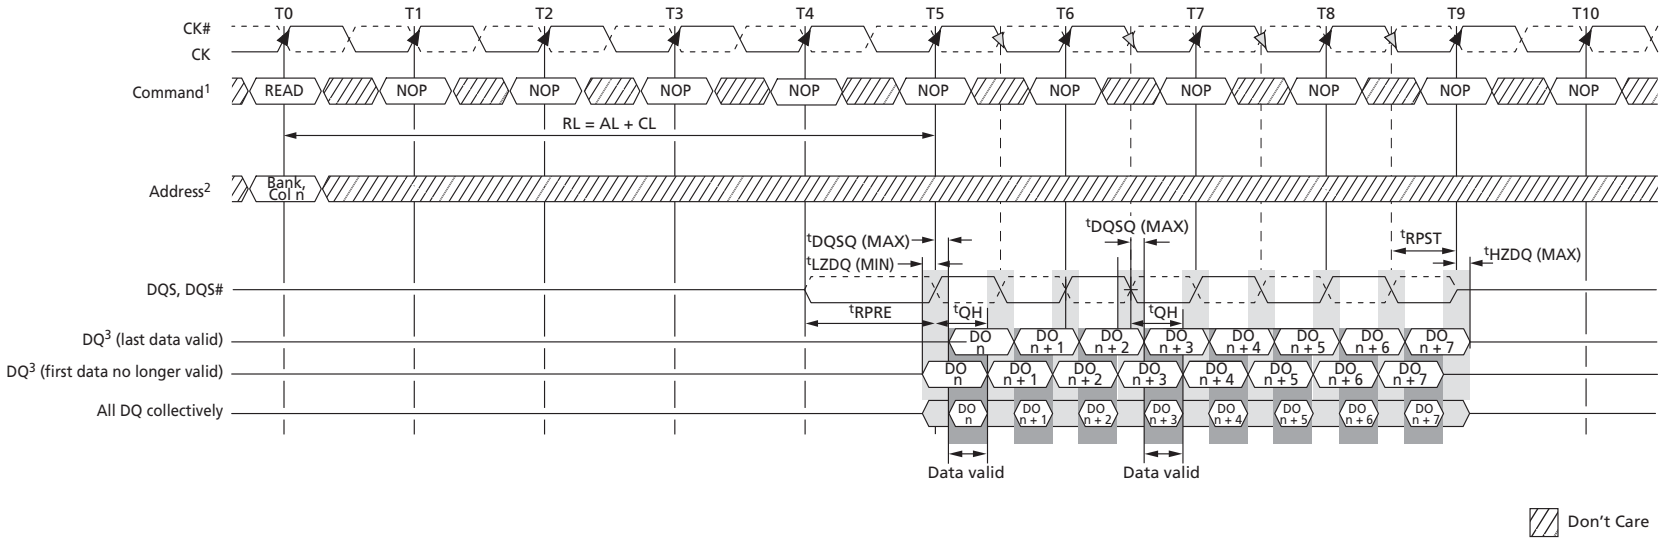 T0 T1 T2 T3 T4 T5 T6 T7 T8 T9 T10
CK#
CK
Command1 READ NOP NOP NOP NOP NOP NOP NOP NOP NOP NOP
RL = AL + CL
Address2 Bank,
Col n
tDQSQ (MAX) tDQSQ (MAX)
tRPST
tLZDQ (MIN) tHZDQ (MAX)
DQS, DQS#
tRPRE tQH tQH
DQ3 (last data valid) DO n DO n + 1 DO n + 2 DO n + 3 DO n + 4 DO n + 5 DO n + 6 DO n + 7
DQ3 (first data no longer valid) DO n DO n + 1 DO n + 2 DO n + 3 DO n + 4 DO n + 5 DO n + 6 DO n + 7
All DQ collectively DO n DO n + 1 DO n + 2 DO n + 3 DO n + 4 DO n + 5 DO n + 6 DO n + 7
Data valid Data valid
Don't Care